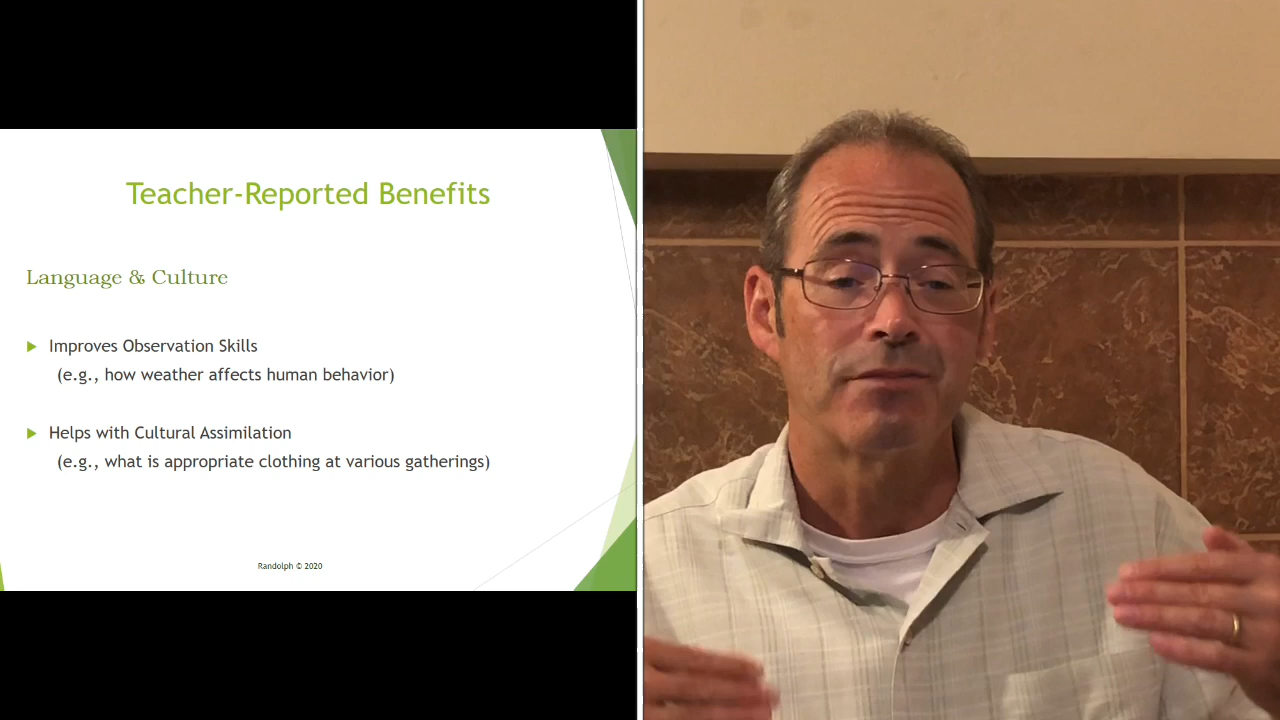 Teacher-Reported Benefits
Language & Culture
Improves Observation Skills
(e.g., how weather affects human behavior)
Helps with Cultural Assimilation
(e.g., what is appropriate clothing at various gatherings)
Randolph © 2020